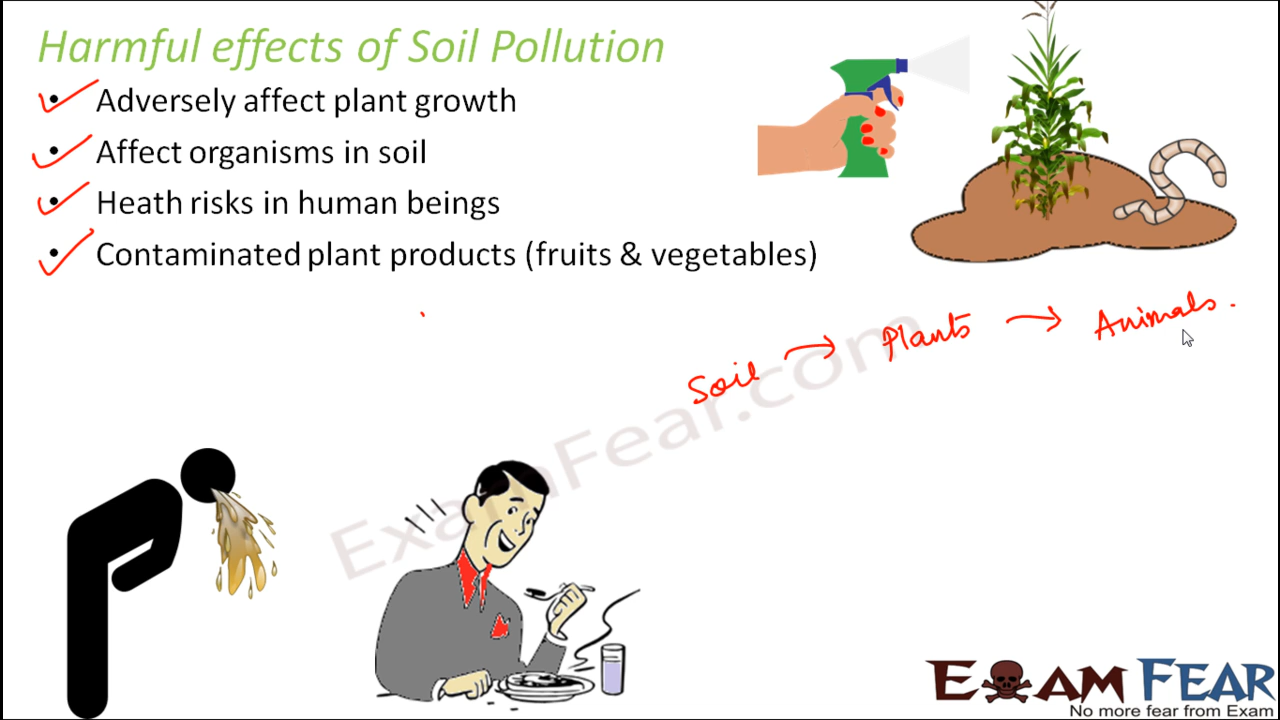 Harmful effects of Soil Pollution
• Adversely affect plant growth
• Affect organisms in soil
• Heath risks in human beings
• Contaminated plant products (fruits & vegetables)
Soil → Plants → Animals.
ExamFear.com
EXAM FEAR
No more fear from Exam